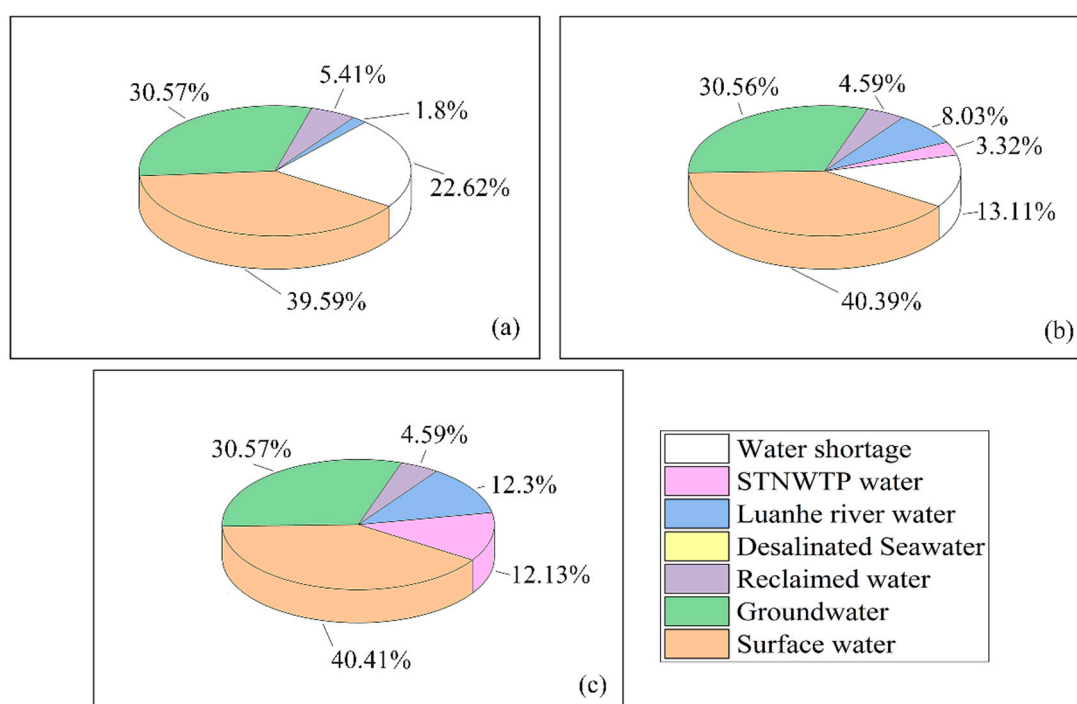 30.57%
5.41%
1.8%
22.62%
39.59%
(a)
30.56%
4.59%
8.03%
3.32%
13.11%
40.39%
(b)
30.57%
4.59%
12.3%
12.13%
40.41%
(c)
Water shortage
STNWTP water
Luanhe river water
Desalinated Seawater
Reclaimed water
Groundwater
Surface water